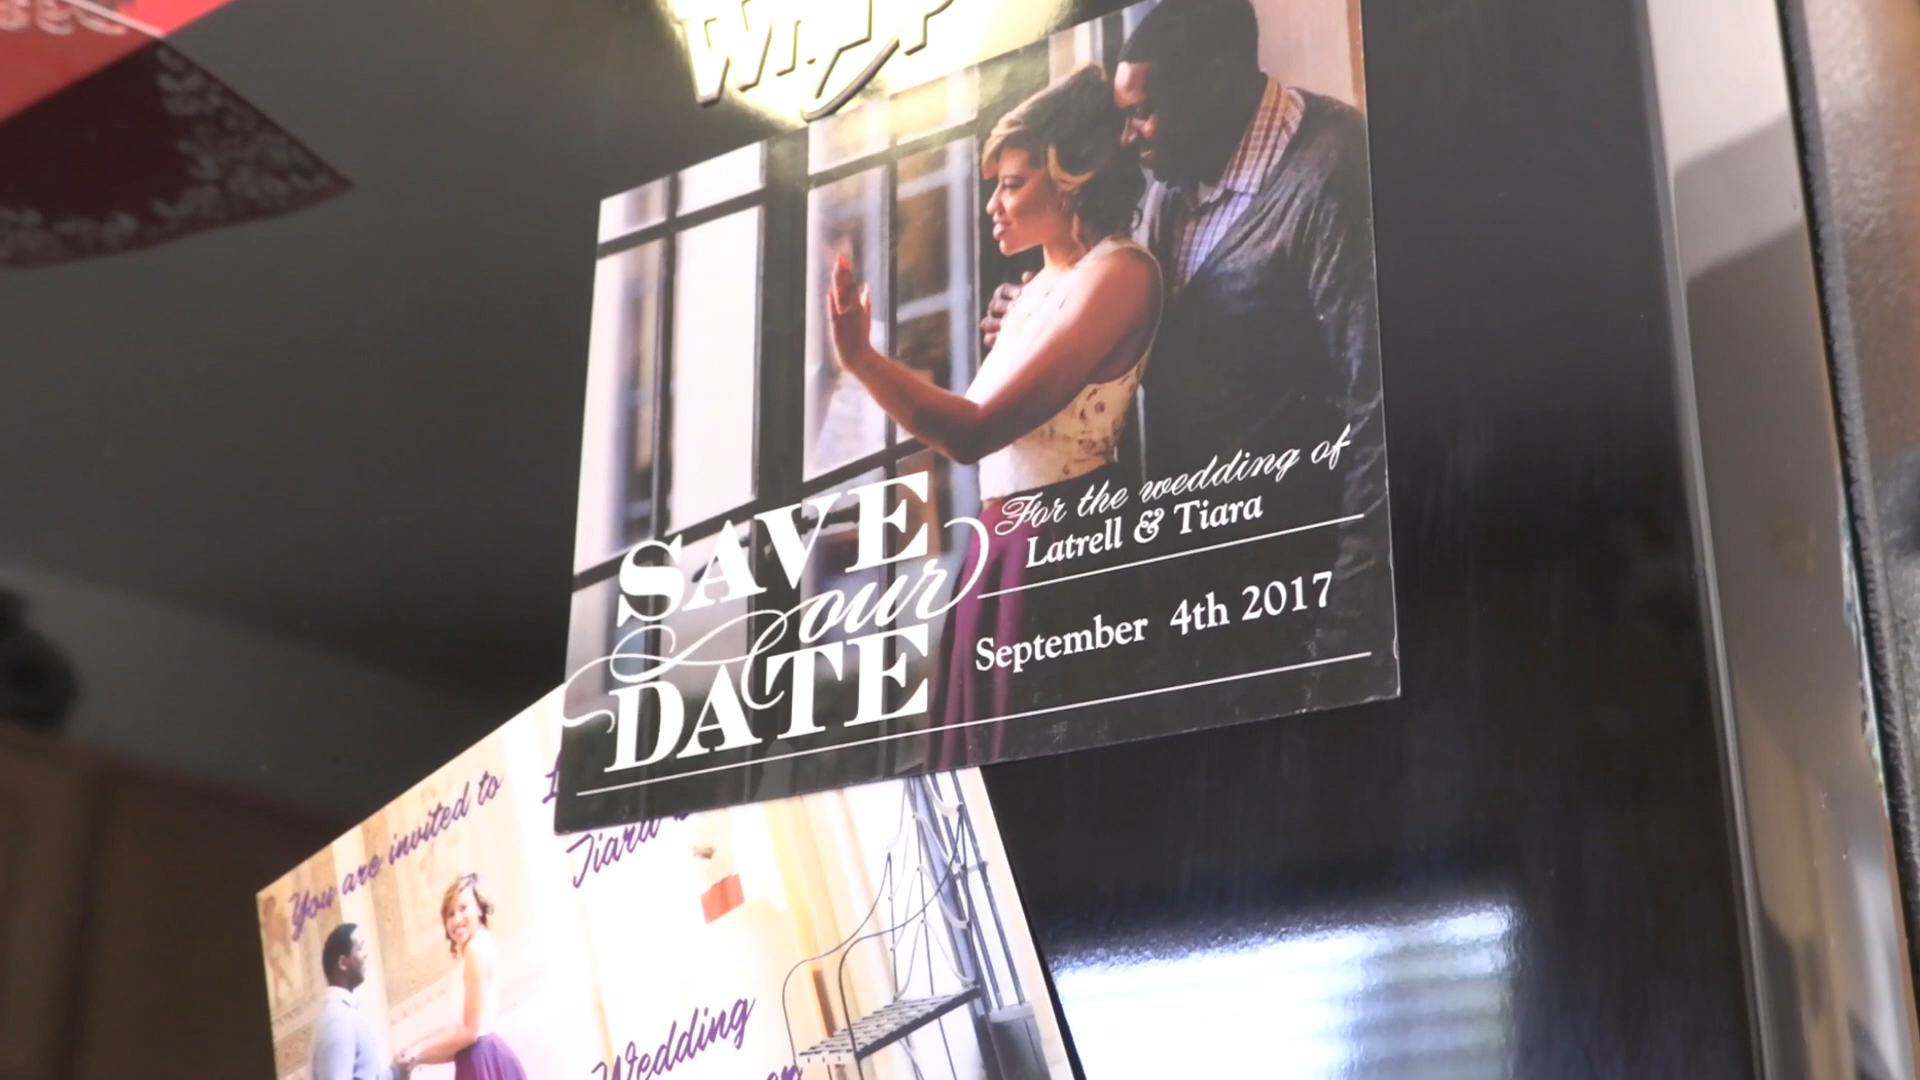 SAVE
our
DATE
For the wedding of
Latrell & Tiara
September 4th 2017
You are invited to
Tiara
Wedding